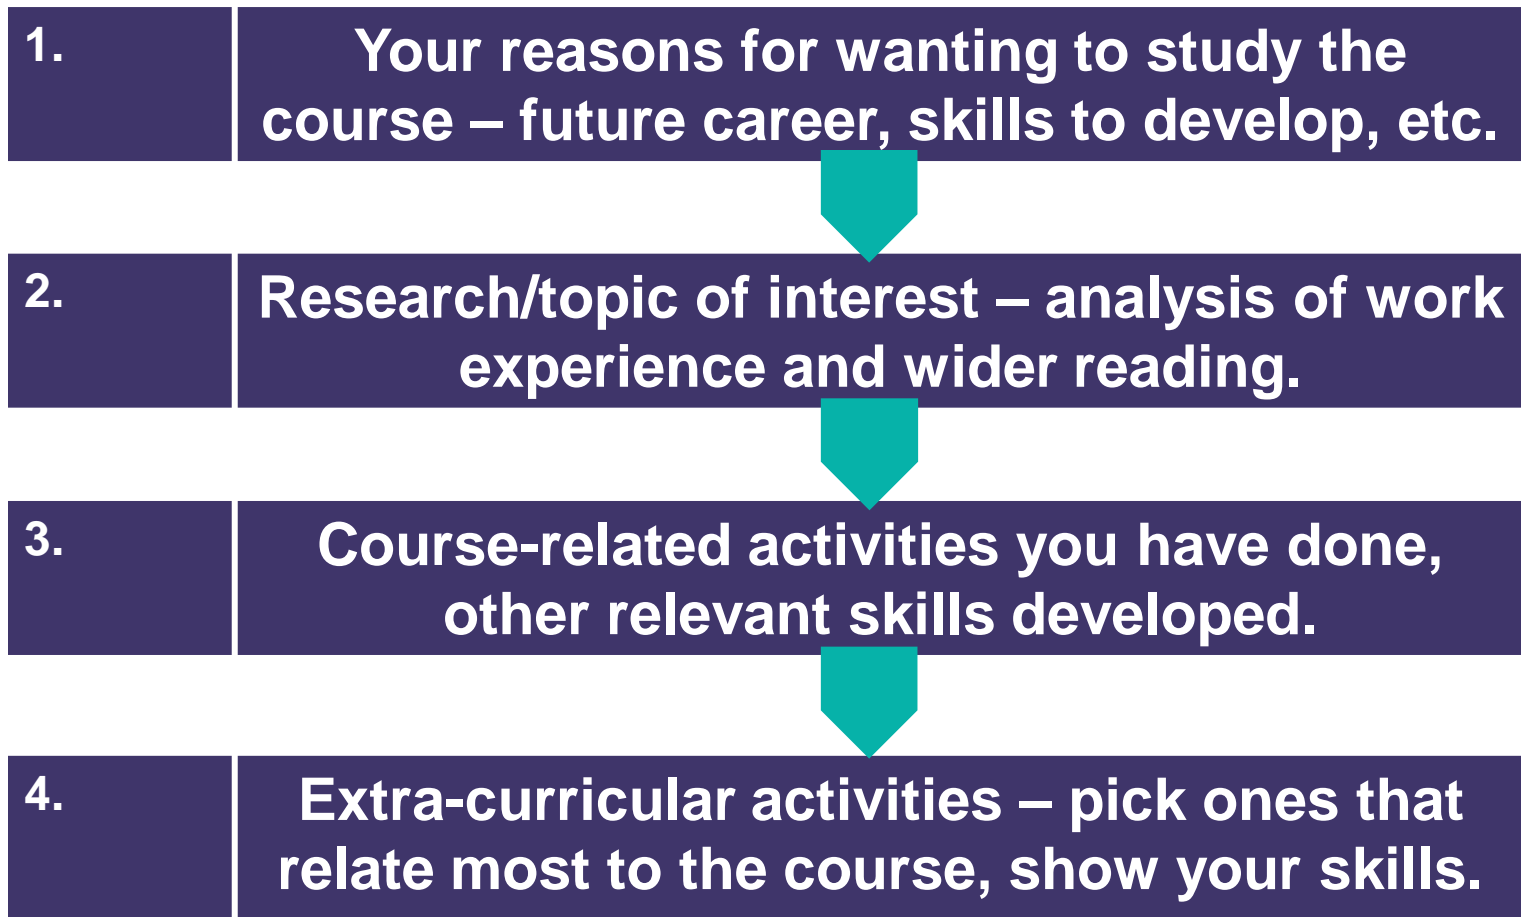 1.
Your reasons for wanting to study the
course – future career, skills to develop, etc.
2.
Research/topic of interest – analysis of work
experience and wider reading.
3.
Course-related activities you have done,
other relevant skills developed.
4.
Extra-curricular activities – pick ones that
relate most to the course, show your skills.